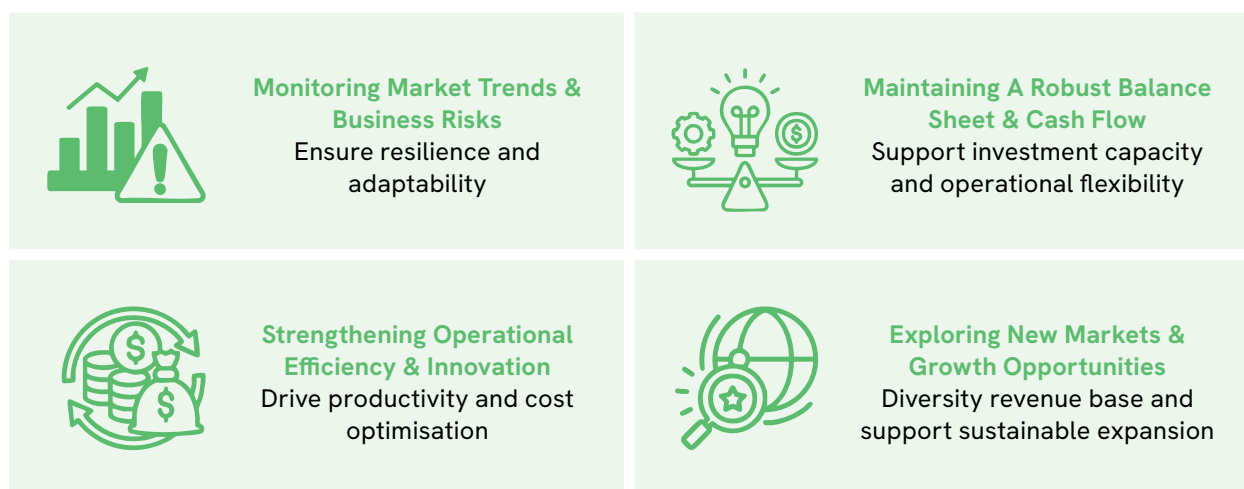 Monitoring Market Trends &
Business Risks
Ensure resilience and
adaptability
Maintaining A Robust Balance
Sheet & Cash Flow
Support investment capacity
and operational flexibility
Strengthening Operational
Efficiency & Innovation
Drive productivity and cost
optimisation
Exploring New Markets &
Growth Opportunities
Diversity revenue base and
support sustainable expansion